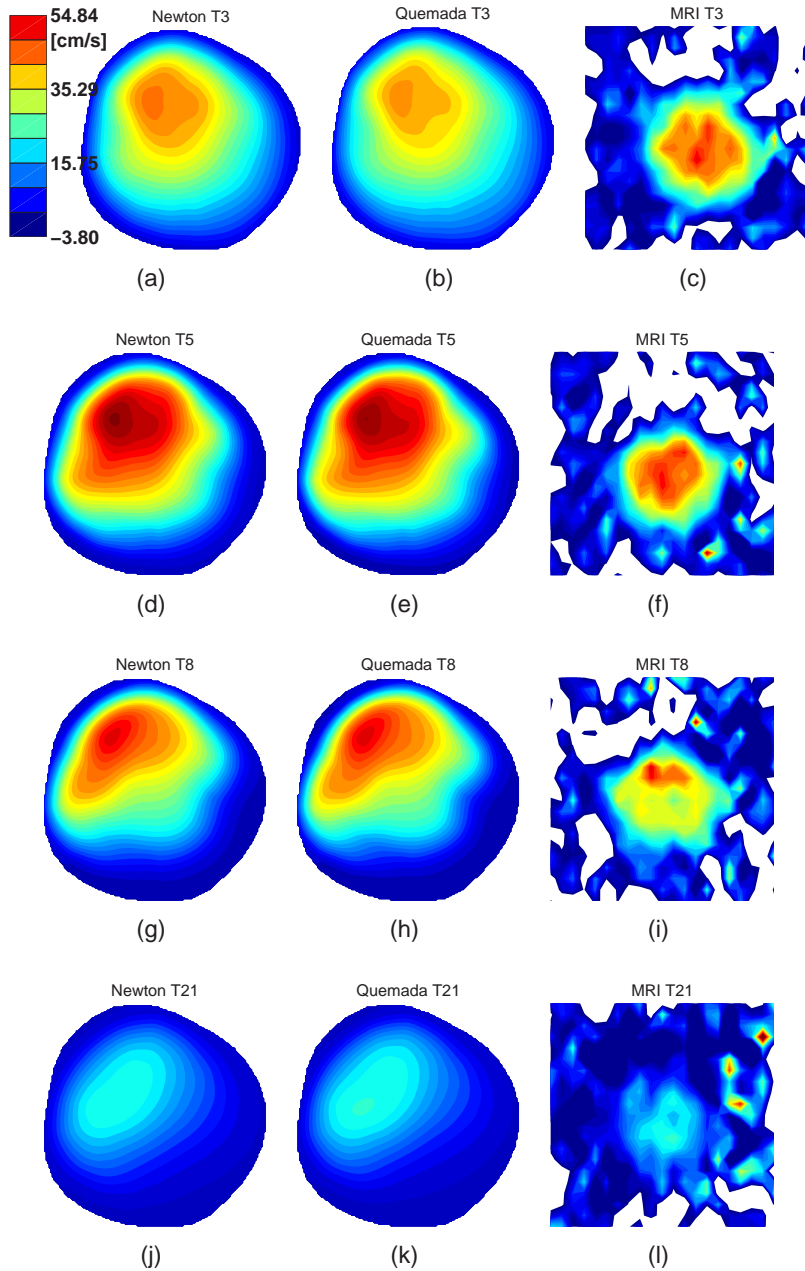 54.84
[cm/s]
35.29
15.75
−3.80
Newton T3
Quemada T3
MRI T3
(a)
(b)
(c)
Newton T5
Quemada T5
MRI T5
(d)
(e)
(f)
Newton T8
Quemada T8
MRI T8
(g)
(h)
(i)
Newton T21
Quemada T21
MRI T21
(j)
(k)
(l)